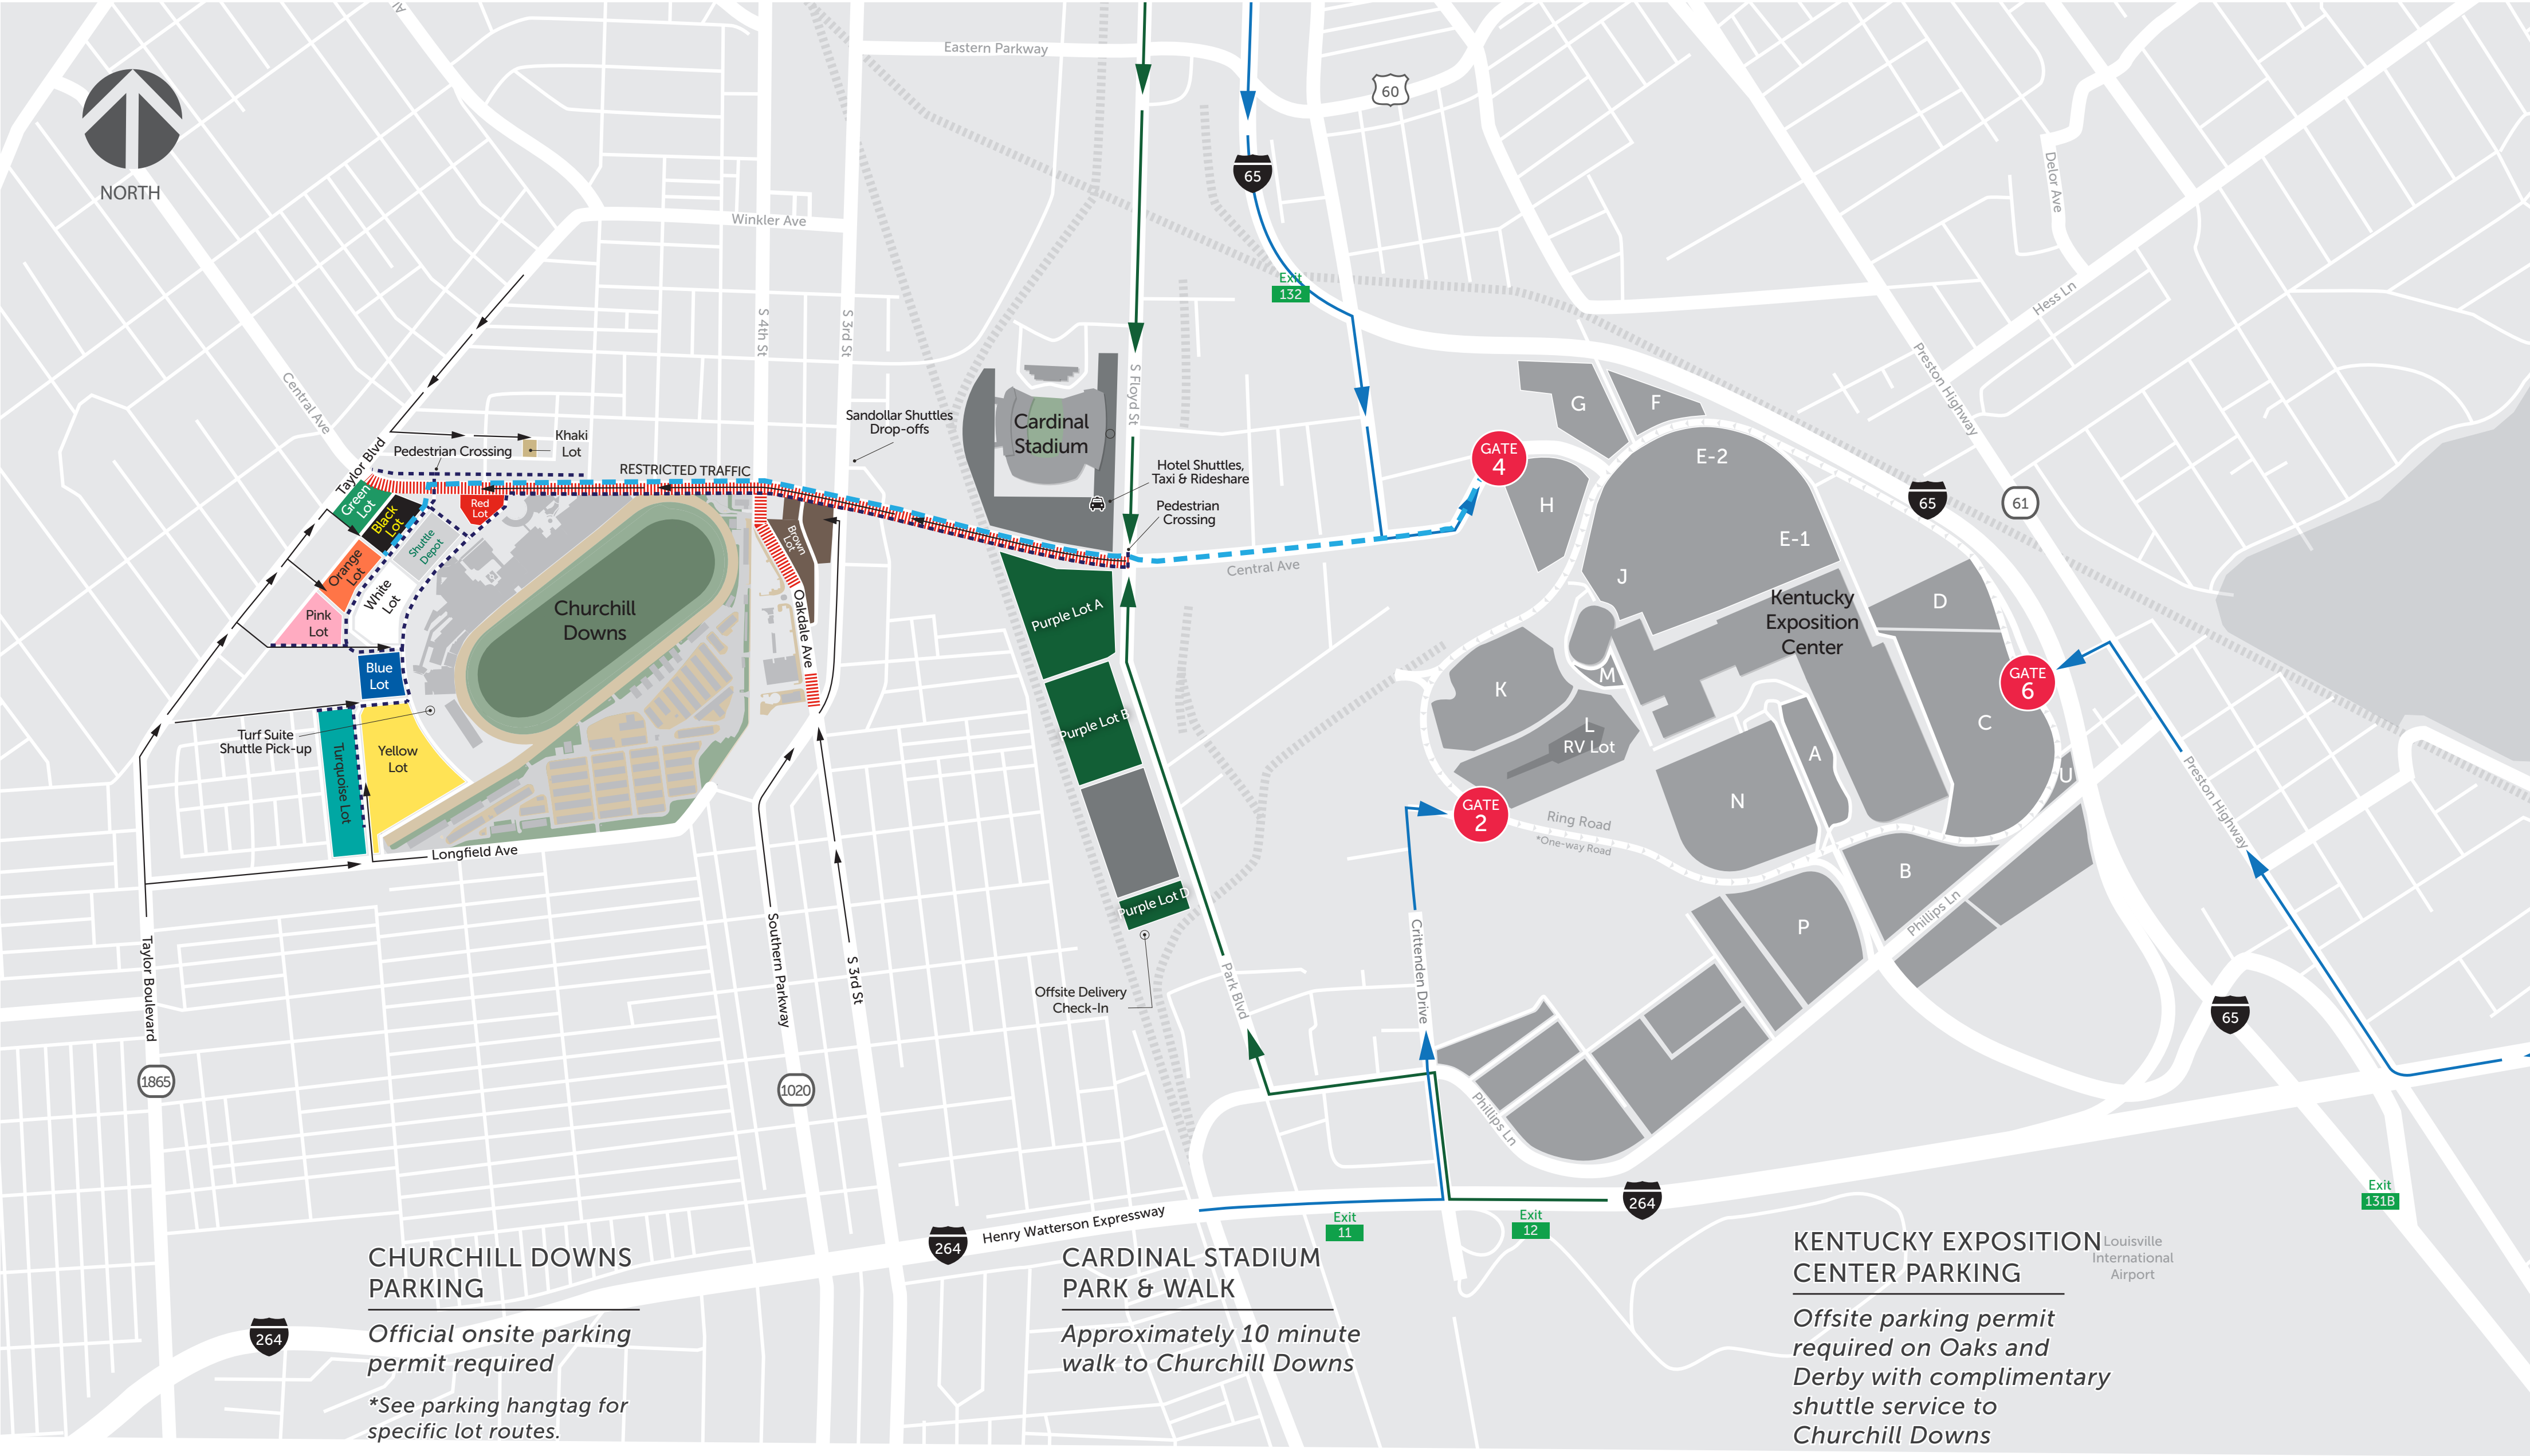 NORTH
Eastern Parkway
60
65
Winkler Ave
Exit
132
Delor Ave
Hess Ln
Preston Highway
Central Ave
S 4th St
S 3rd St
S Floyd St
Taylor Blvd
Pedestrian Crossing
Khaki
Lot
RESTRICTED TRAFFIC
Sandollar Shuttles
Drop-offs
Cardinal
Stadium
Hotel Shuttles,
Taxi & Rideshare
Pedestrian
Crossing
Central Ave
GATE
4
G
F
E-2
E-1
H
J
65
61
Green
Lot
Black
Lot
Red
Lot
Shuttle
Depot
Orange
Lot
White
Lot
Pink
Lot
Blue
Lot
Brown
Lot
Oakdale Ave
Churchill
Downs
Purple Lot A
Purple Lot B
Purple Lot D
Kentucky
Exposition
Center
D
GATE
6
C
U
K
M
L
RV Lot
A
N
B
P
GATE
2
Ring Road
*One-way Road
Turf Suite
Shuttle Pick-up
Turquoise Lot
Yellow
Lot
Longfield Ave
Preston Highway
Phillips Ln
Taylor Boulevard
Southern Parkway
S 3rd St
Offsite Delivery
Check-In
Park Blvd
Crittenden Drive
65
1865
1020
Phillips Ln
264
Exit
11
Exit
12
Exit
131B
264
Henry Watterson Expressway
264
Louisville
International
Airport
CHURCHILL DOWNS
PARKING
Official onsite parking
permit required
*See parking hangtag for
specific lot routes.
CARDINAL STADIUM
PARK & WALK
Approximately 10 minute
walk to Churchill Downs
KENTUCKY EXPOSITION
CENTER PARKING
Offsite parking permit
required on Oaks and
Derby with complimentary
shuttle service to
Churchill Downs